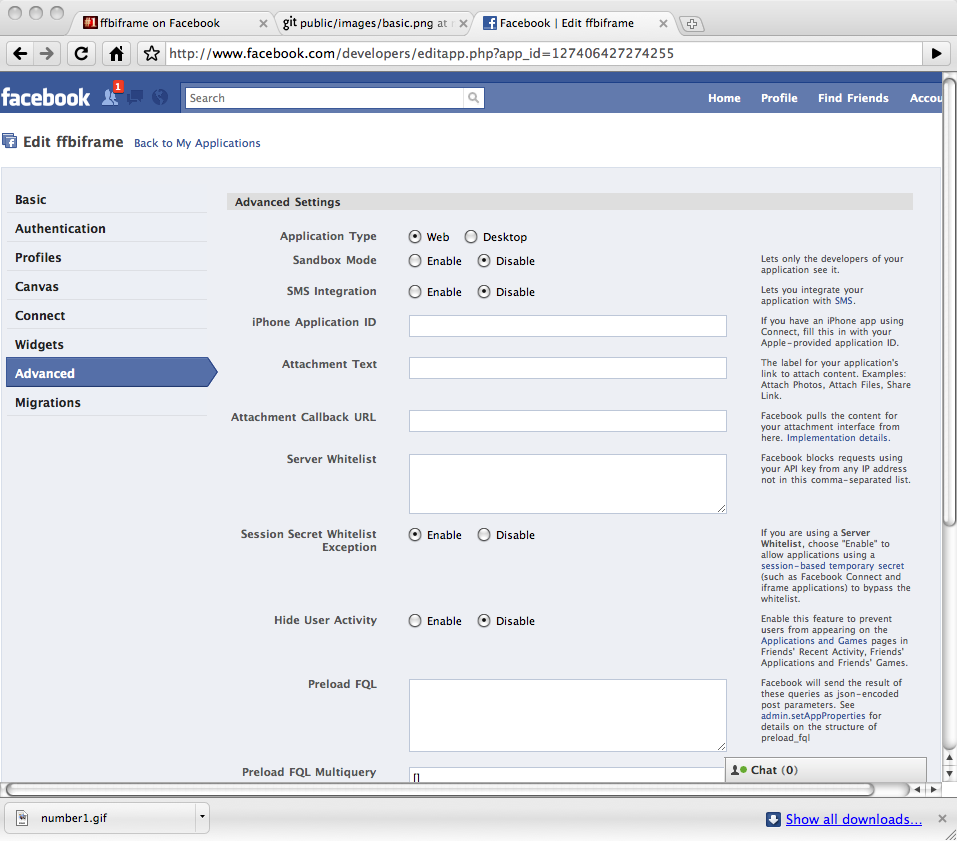 #1 ffbiframe on Facebook
git public/images/basic.png at
Facebook | Edit ffbiframe
http://www.facebook.com/developers/editapp.php?app_id=127406427274255
facebook 1 Search Home Profile Find Friends Accou
Edit ffbiframe Back to My Applications
Basic
Authentication
Profiles
Canvas
Connect
Widgets
Advanced
Migrations
Advanced Settings
Application Type Web Desktop
Sandbox Mode Enable Disable
Lets only the developers of your
application see it.
SMS Integration Enable Disable
Lets you integrate your
application with SMS.
iPhone Application ID
If you have an iPhone app using
Connect, fill this in with your
Apple-provided application ID.
Attachment Text
The label for your application's
link to attach content. Examples:
Attach Photos, Attach Files, Share
Link.
Attachment Callback URL
Facebook pulls the content for
your attachment interface from
here. Implementation details.
Server Whitelist
Facebook blocks requests using
your API key from any IP address
not in this comma-separated list.
Session Secret Whitelist
Exception
Enable Disable
If you are using a Server
Whitelist, choose "Enable" to
allow applications using a
session-based temporary secret
(such as Facebook Connect and
iframe applications) to bypass the
whitelist.
Hide User Activity Enable Disable
Enable this feature to prevent
users from appearing on the
Applications and Games pages in
Friends' Recent Activity, Friends'
Applications and Friends' Games.
Preload FQL
Facebook will send the result of
these queries as json-encoded
post parameters. See
admin.setAppProperties for
details on the structure of
preload_fql
Preload FQL Multiquery []
Chat (0)
number1.gif
Show all downloads...